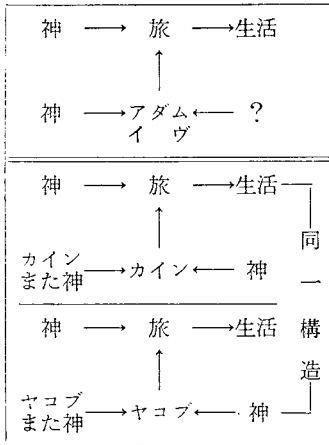 神 → 旅 → 生活
↑
神 → アダム ← ?
イヴ
神 → 旅 → 生活
↑
カイン
また神 → カイン ← 神
神 → 旅 → 生活
↑
ヤコブ
また神 → ヤコブ ← 神
同一構造